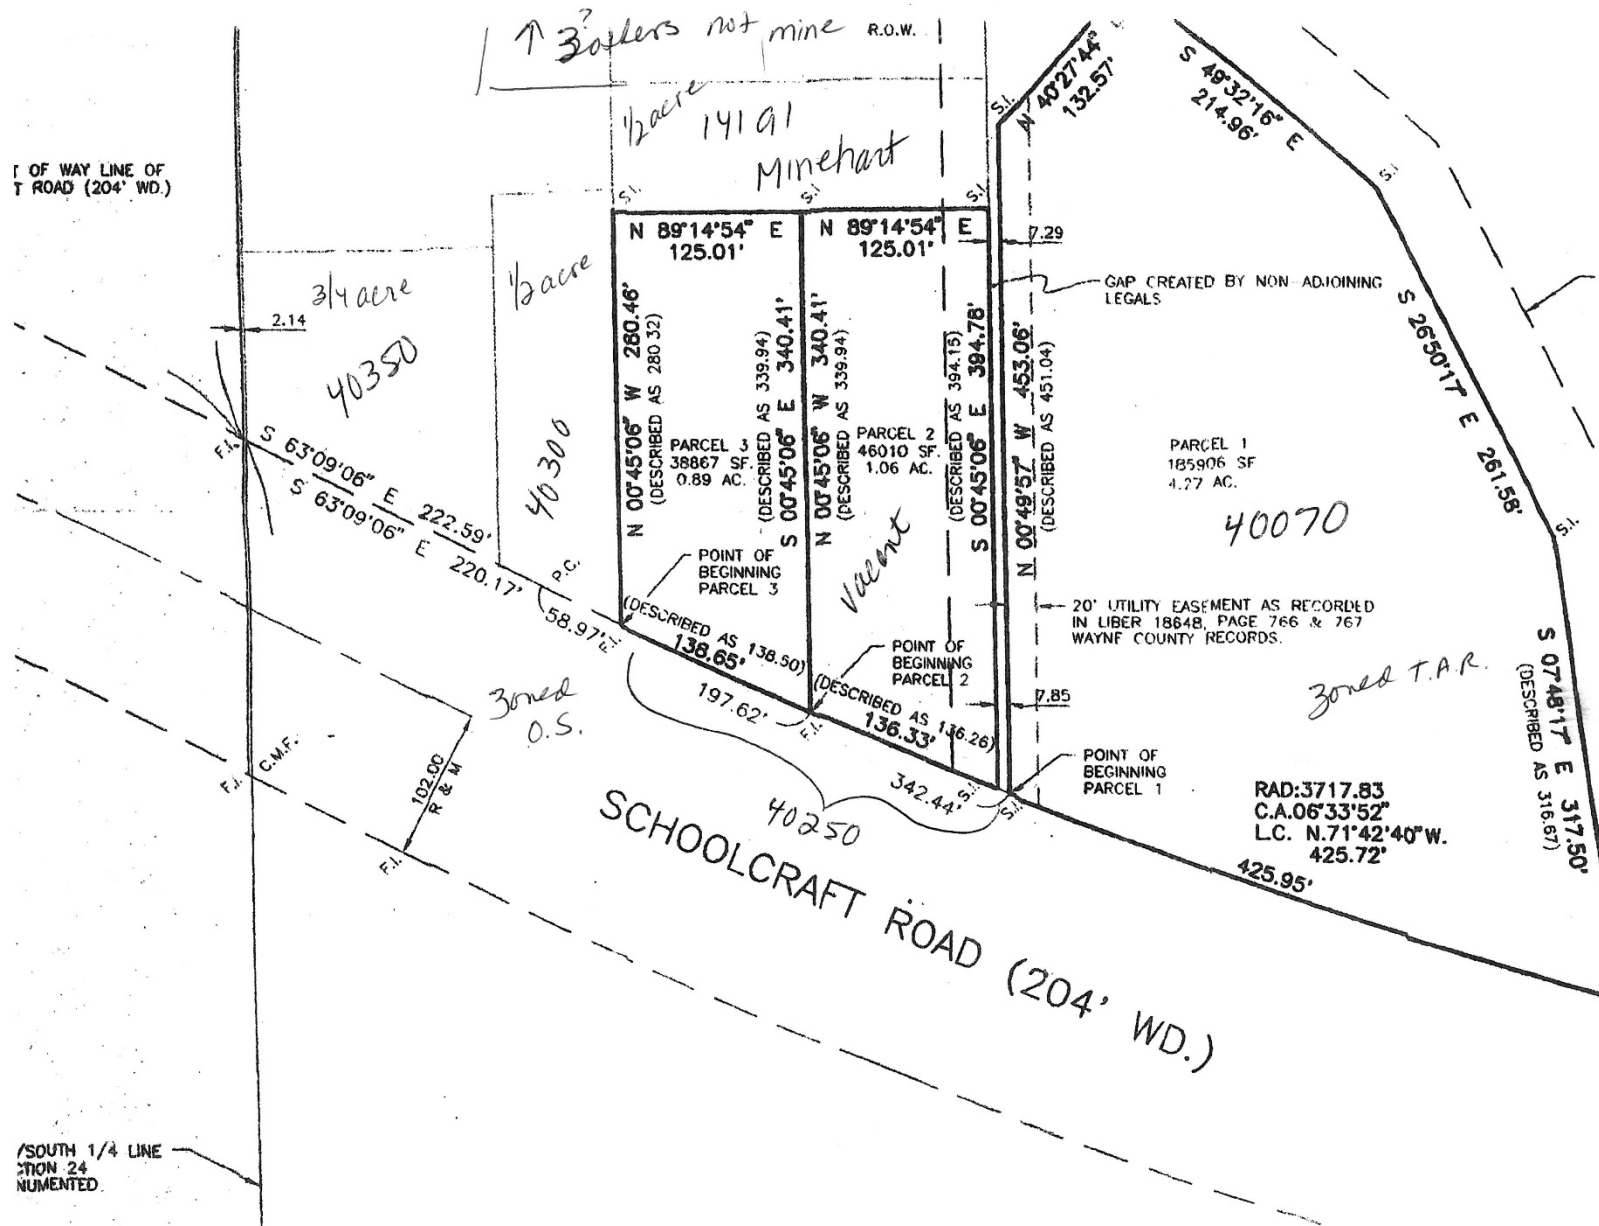 ↑ 3 others not mine
?
R.O.W.
1/2 acre
14191
Minehart
N 40°27'44"
132.57'
S 49°32'16" E
214.96'
OF WAY LINE OF
T ROAD (204' WD.)
S.I.
S.I.
S.I.
S.I.
S.I.
N 89°14'54" E
125.01'
N 89°14'54" E
125.01'
7.29
GAP CREATED BY NON-ADJOINING
LEGALS
3/4 acre
40350
2.14
1/2 acre
40300
N 00°45'06" W 280.46'
(DESCRIBED AS 280.32)
PARCEL 3
38867 SF.
0.89 AC.
(DESCRIBED AS 339.94)
S 00°45'06" E 340.41'
N 00°45'06" W 340.41'
(DESCRIBED AS 339.94)
PARCEL 2
46010 SF.
1.06 AC.
vacant
(DESCRIBED AS 394.15)
S 00°45'06" E 394.78'
N 00°49'57" W 453.06'
(DESCRIBED AS 451.04)
PARCEL 1
185906 SF
4.27 AC.
40070
S 26°50'17" E 261.58'
S.I.
F.I.
S 63°09'06" E 222.59'
S 63°09'06" E 220.17'
P.C.
58.97'
F.I.
POINT OF
BEGINNING
PARCEL 3
(DESCRIBED AS 138.50)
138.65'
197.62'
POINT OF
BEGINNING
PARCEL 2
(DESCRIBED AS 136.26)
136.33'
F.I.
342.44'
S.I.
S.I.
20' UTILITY EASEMENT AS RECORDED
IN LIBER 18648, PAGE 766 & 767
WAYNE COUNTY RECORDS.
zoned T.A.R.
7.85
POINT OF
BEGINNING
PARCEL 1
S 07°48'17" E 317.50'
(DESCRIBED AS 316.67)
RAD:3717.83
C.A.06°33'52"
L.C. N.71°42'40"W.
425.72'
425.95'
zoned
O.S.
40250
F.I.
C.M.F.
102.00
R & M
F.I.
SCHOOLCRAFT ROAD (204' WD.)
/SOUTH 1/4 LINE
TION 24
NUMENTED